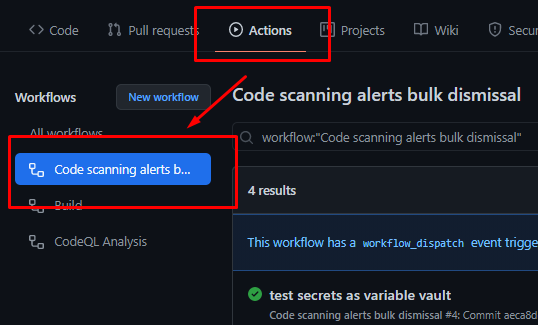 Code Pull requests Actions Projects Wiki Secu
Workflows New workflow
Code scanning alerts bulk dismissal
All workflows
workflow:"Code scanning alerts bulk dismissal"
Code scanning alerts b...
4 results
Build
CodeQL Analysis
This workflow has a workflow_dispatch event trigge
test secrets as variable vault
Code scanning alerts bulk dismissal #4: Commit aeca8d